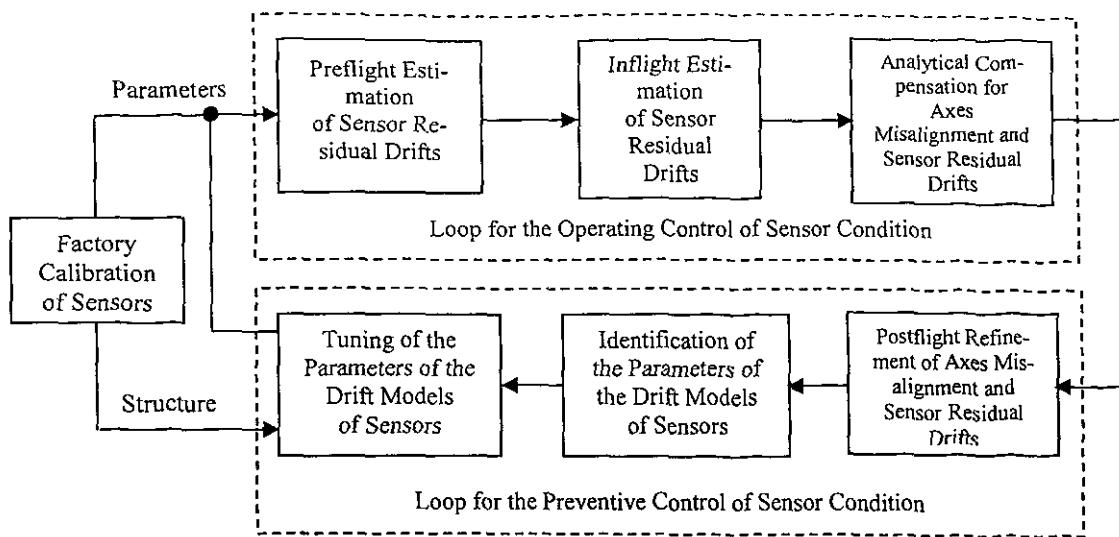 Parameters
Preflight Esti-
mation
of Sensor Re-
sidual Drifts
Inflight Esti-
mation
of Sensor
Residual
Drifts
Analytical Com-
pensation for
Axes
Misalignment and
Sensor Residual
Drifts
Loop for the Operating Control of Sensor Condition
Factory
Calibration
of Sensors
Structure
Tuning of the
Parameters of the
Drift Models
of Sensors
Identification of
the Parameters of
the Drift Models
of Sensors
Postflight Refine-
ment of Axes Mis-
alignment and
Sensor Residual
Drifts
Loop for the Preventive Control of Sensor Condition